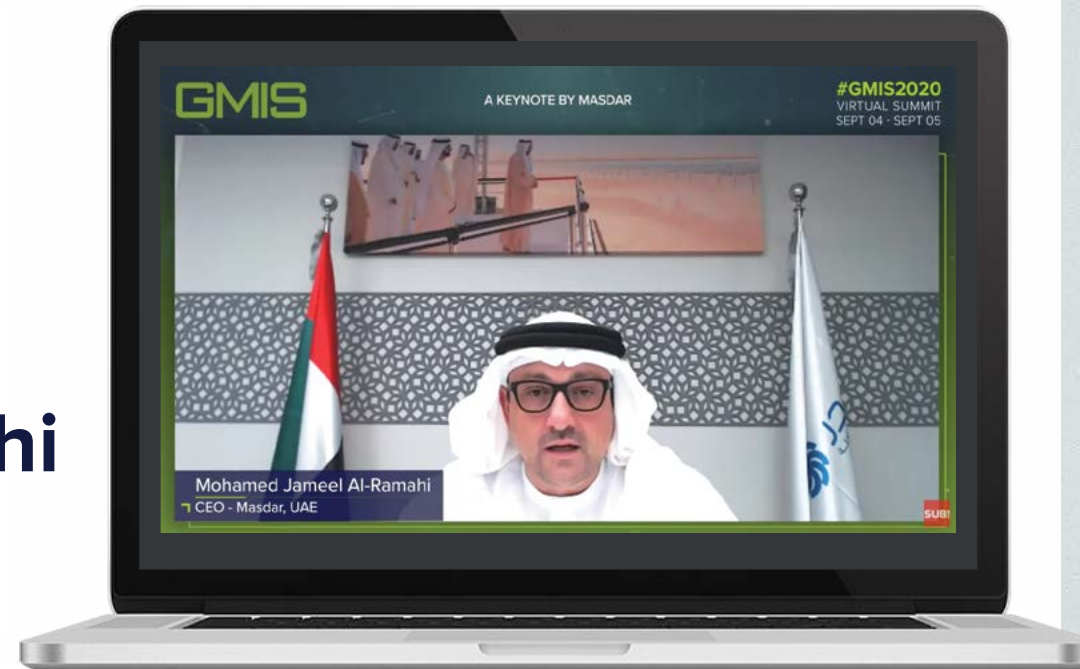 GMIS
A KEYNOTE BY MASDAR
#GMIS2020
VIRTUAL SUMMIT
SEPT 04 - SEPT 05
hi
Mohamed Jameel Al-Ramahi
CEO - Masdar, UAE
SUBS